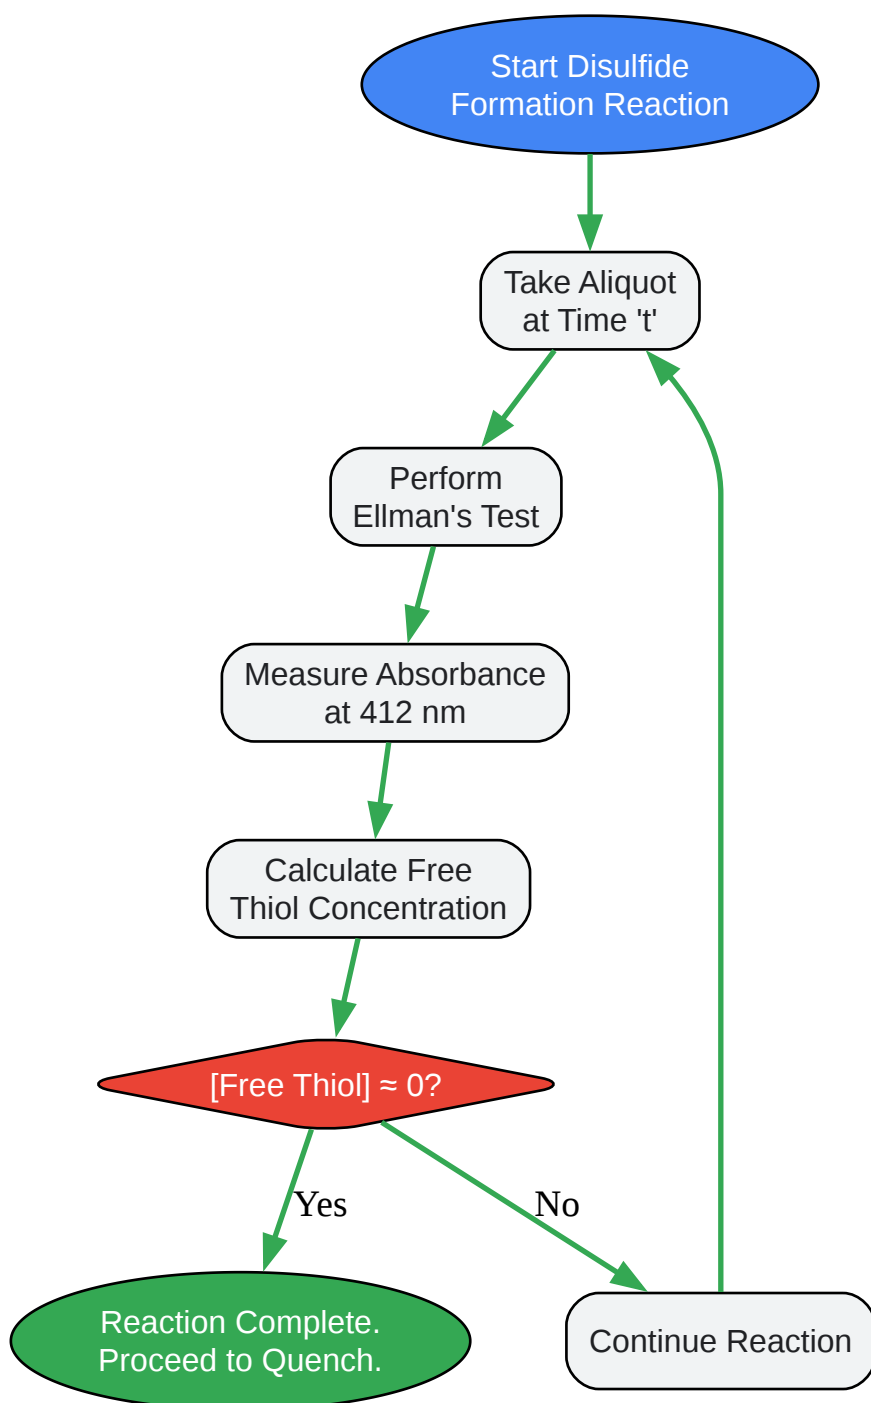 Start Disulfide
Formation Reaction
Take Aliquot
at Time 't'
Perform
Ellman's Test
Measure Absorbance
at 412 nm
Calculate Free
Thiol Concentration
[Free Thiol] ≈ 0?
Yes
No
Reaction Complete.
Proceed to Quench.
Continue Reaction